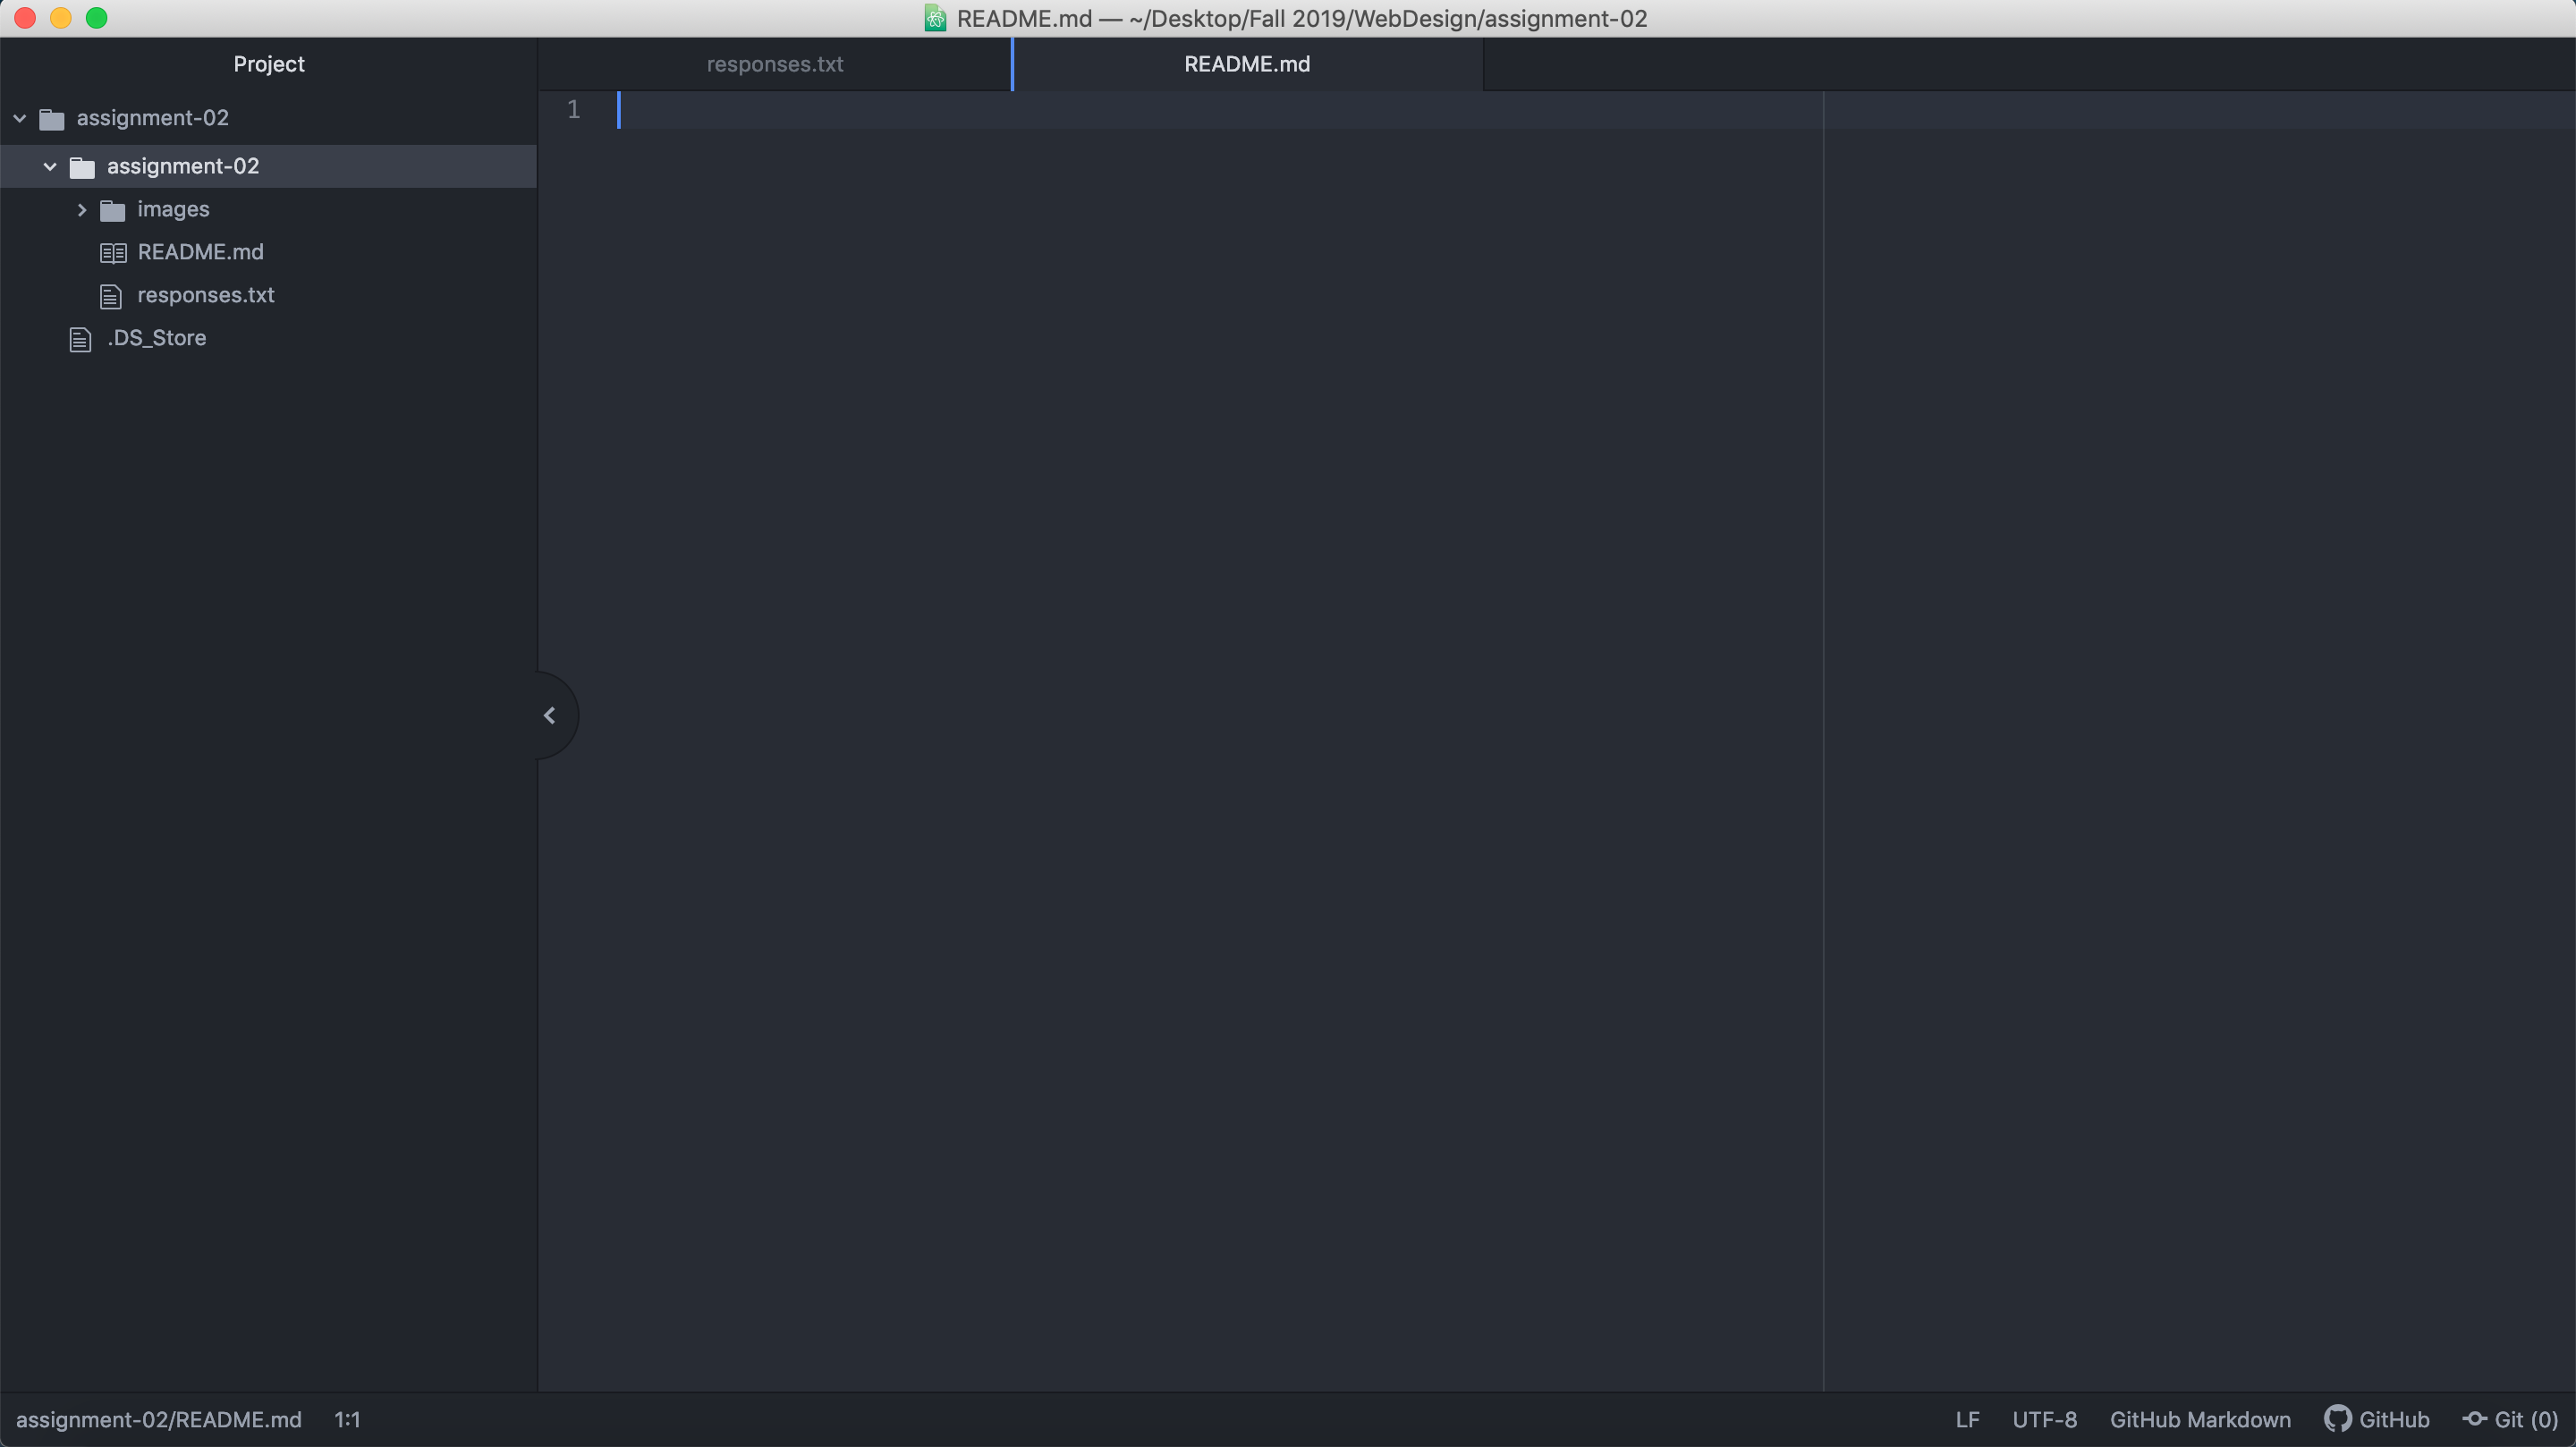 README.md — ~/Desktop/Fall 2019/WebDesign/assignment-02
Project
responses.txt
README.md
assignment-02
assignment-02
images
README.md
responses.txt
.DS_Store
1
assignment-02/README.md 1:1
LF UTF-8 GitHub Markdown GitHub Git (0)